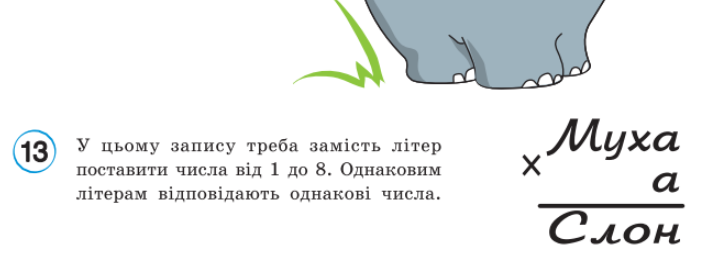 13 У цьому запису треба замість літер
поставити числа від 1 до 8. Однаковим
літерам відповідають однакові числа.
Муха
× а
Слон